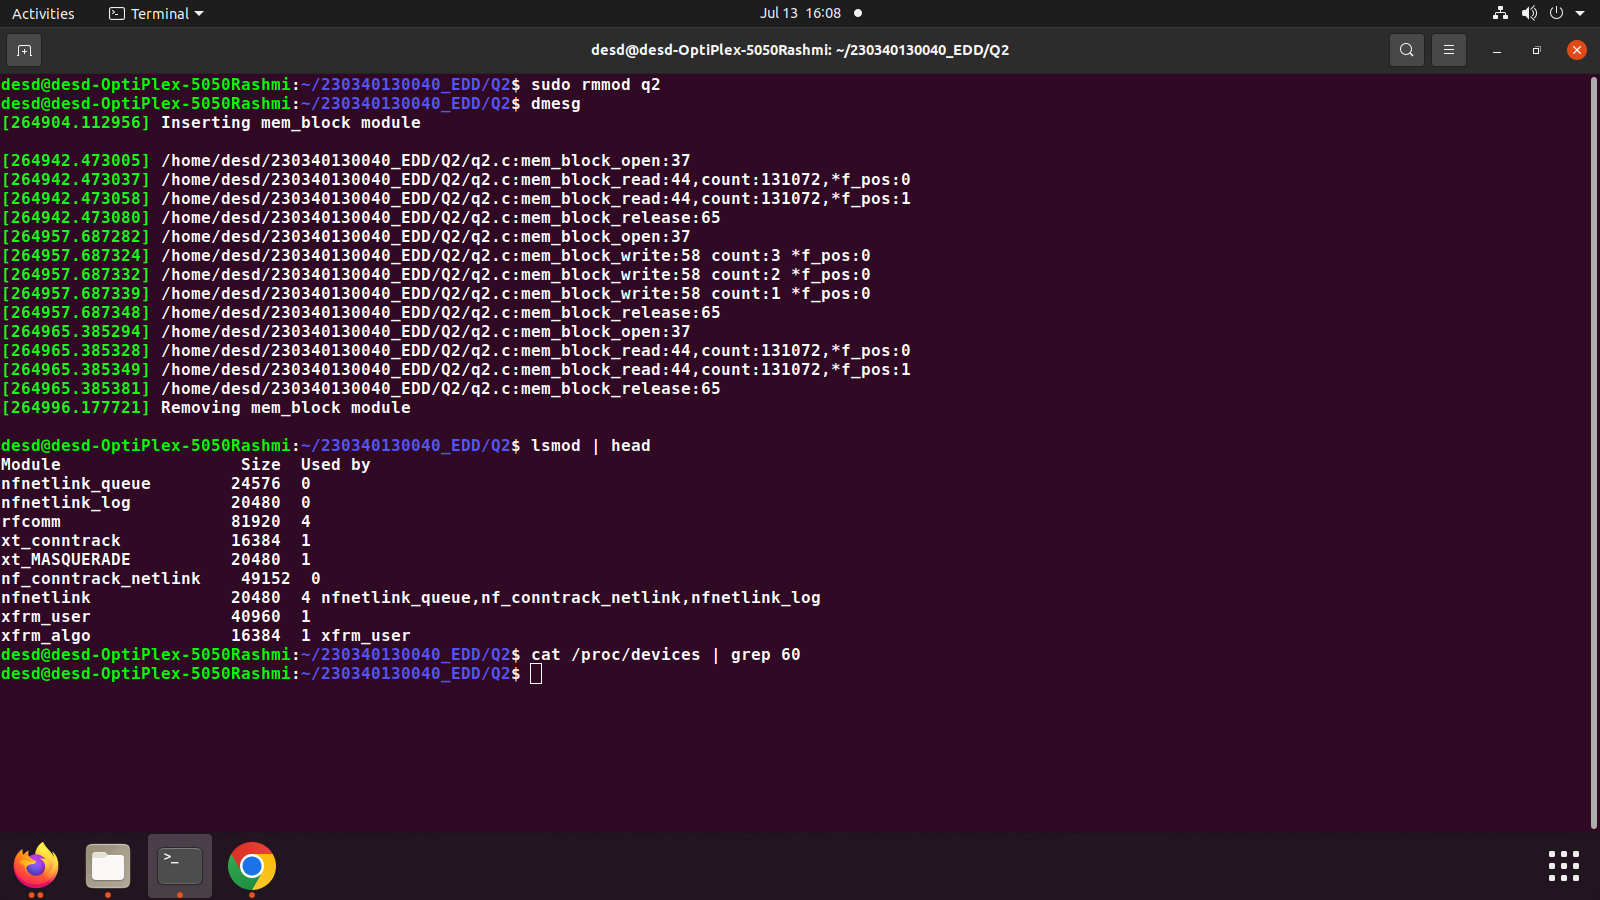 Activities Terminal Jul 13 16:08
desd@desd-OptiPlex-5050Rashmi: ~/230340130040_EDD/Q2
desd@desd-OptiPlex-5050Rashmi:~/230340130040_EDD/Q2$ sudo rmmod q2
desd@desd-OptiPlex-5050Rashmi:~/230340130040_EDD/Q2$ dmesg
[264904.112956] Inserting mem_block module
[264942.473005] /home/desd/230340130040_EDD/Q2/q2.c:mem_block_open:37
[264942.473037] /home/desd/230340130040_EDD/Q2/q2.c:mem_block_read:44,count:131072,*f_pos:0
[264942.473058] /home/desd/230340130040_EDD/Q2/q2.c:mem_block_read:44,count:131072,*f_pos:1
[264942.473080] /home/desd/230340130040_EDD/Q2/q2.c:mem_block_release:65
[264957.687282] /home/desd/230340130040_EDD/Q2/q2.c:mem_block_open:37
[264957.687324] /home/desd/230340130040_EDD/Q2/q2.c:mem_block_write:58 count:3 *f_pos:0
[264957.687332] /home/desd/230340130040_EDD/Q2/q2.c:mem_block_write:58 count:2 *f_pos:0
[264957.687339] /home/desd/230340130040_EDD/Q2/q2.c:mem_block_write:58 count:1 *f_pos:0
[264957.687348] /home/desd/230340130040_EDD/Q2/q2.c:mem_block_release:65
[264965.385294] /home/desd/230340130040_EDD/Q2/q2.c:mem_block_open:37
[264965.385328] /home/desd/230340130040_EDD/Q2/q2.c:mem_block_read:44,count:131072,*f_pos:0
[264965.385349] /home/desd/230340130040_EDD/Q2/q2.c:mem_block_read:44,count:131072,*f_pos:1
[264965.385381] /home/desd/230340130040_EDD/Q2/q2.c:mem_block_release:65
[264996.177721] Removing mem_block module
desd@desd-OptiPlex-5050Rashmi:~/230340130040_EDD/Q2$ lsmod | head
Module                  Size  Used by
nfnetlink_queue        24576  0
nfnetlink_log          20480  0
rfcomm                 81920  4
xt_conntrack           16384  1
xt_MASQUERADE          20480  1
nf_conntrack_netlink    49152  0
nfnetlink              20480  4 nfnetlink_queue,nf_conntrack_netlink,nfnetlink_log
xfrm_user              40960  1
xfrm_algo              16384  1 xfrm_user
desd@desd-OptiPlex-5050Rashmi:~/230340130040_EDD/Q2$ cat /proc/devices | grep 60
desd@desd-OptiPlex-5050Rashmi:~/230340130040_EDD/Q2$